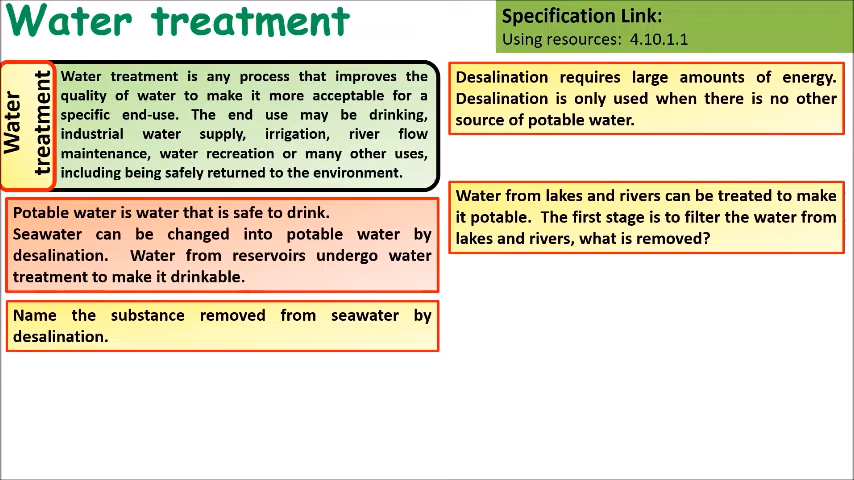 Water treatment
Specification Link:
Using resources: 4.10.1.1
Water
treatment
Water treatment is any process that improves the
quality of water to make it more acceptable for a
specific end-use. The end use may be drinking,
industrial water supply, irrigation, river flow
maintenance, water recreation or many other uses,
including being safely returned to the environment.
Potable water is water that is safe to drink.
Seawater can be changed into potable water by
desalination. Water from reservoirs undergo water
treatment to make it drinkable.
Name the substance removed from seawater by
desalination.
Desalination requires large amounts of energy.
Desalination is only used when there is no other
source of potable water.
Water from lakes and rivers can be treated to make
it potable. The first stage is to filter the water from
lakes and rivers, what is removed?